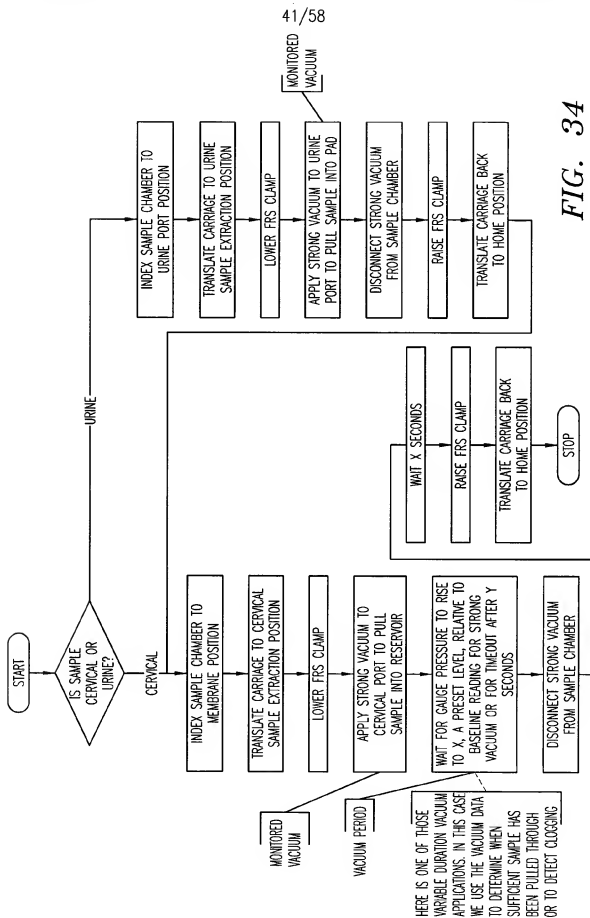 41/58
START
IS SAMPLE
CERVICAL OR
URINE?
URINE
CERVICAL
INDEX SAMPLE CHAMBER TO
URINE PORT POSITION
TRANSLATE CARRIAGE TO URINE
SAMPLE EXTRACTION POSITION
LOWER FRS CLAMP
APPLY STRONG VACUUM TO URINE
PORT TO PULL SAMPLE INTO PAD
MONITORED
VACUUM
DISCONNECT STRONG VACUUM
FROM SAMPLE CHAMBER
RAISE FRS CLAMP
TRANSLATE CARRIAGE BACK
TO HOME POSITION
INDEX SAMPLE CHAMBER TO
MEMBRANE POSITION
TRANSLATE CARRIAGE TO CERVICAL
SAMPLE EXTRACTION POSITION
LOWER FRS CLAMP
APPLY STRONG VACUUM TO
CERVICAL PORT TO PULL
SAMPLE INTO RESERVOIR
MONITORED
VACUUM
WAIT FOR GAUGE PRESSURE TO RISE
TO X, A PRESET LEVEL, RELATIVE TO
BASELINE READING FOR STRONG
VACUUM OR FOR TIMEOUT AFTER Y
SECONDS
VACUUM PERIOD
HERE IS ONE OF THOSE
VARIABLE DURATION VACUUM
APPLICATIONS. IN THIS CASE
WE USE THE VACUUM DATA
TO DETERMINE WHEN
SUFFICIENT SAMPLE HAS
BEEN PULLED THROUGH
OR TO DETECT CLOGGING
DISCONNECT STRONG VACUUM
FROM SAMPLE CHAMBER
WAIT X SECONDS
RAISE FRS CLAMP
TRANSLATE CARRIAGE BACK
TO HOME POSITION
STOP
FIG. 34